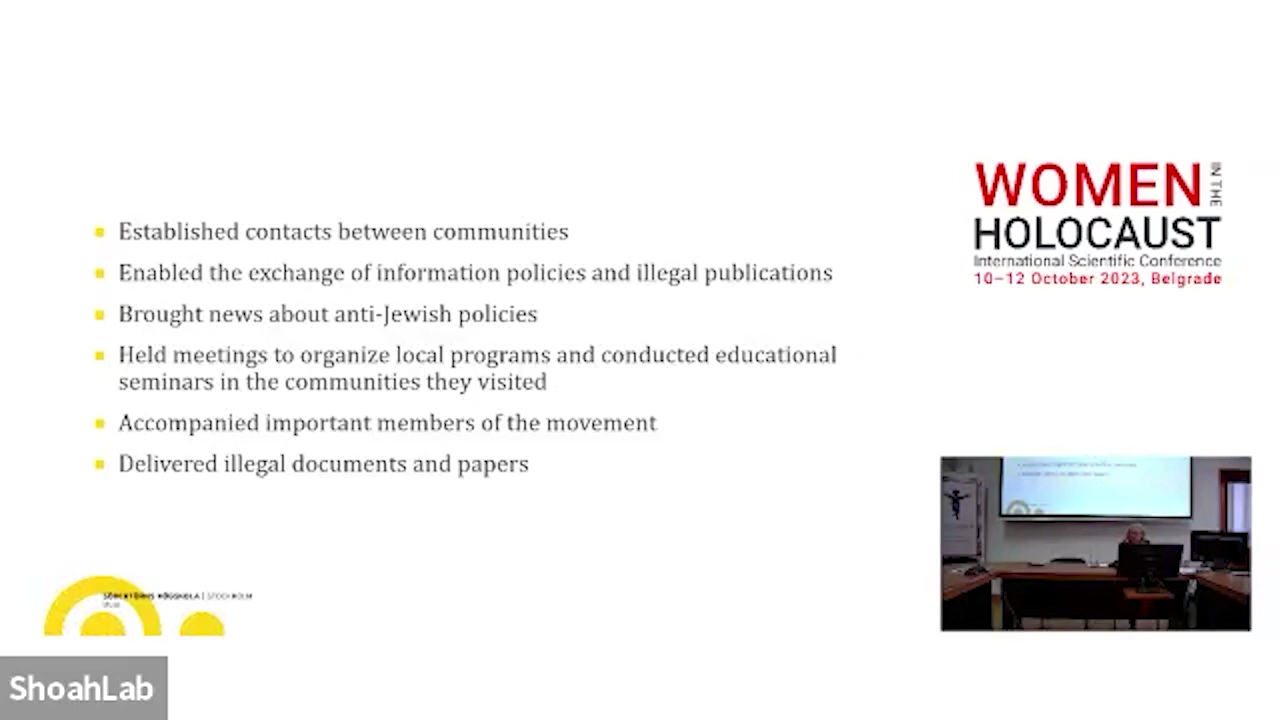 Established contacts between communities
Enabled the exchange of information policies and illegal publications
Brought news about anti-Jewish policies
Held meetings to organize local programs and conducted educational
seminars in the communities they visited
Accompanied important members of the movement
Delivered illegal documents and papers
WOMEN IN THE
HOLOCAUST
International Scientific Conference
10–12 October 2023, Belgrade
SÖDERTÖRNS HÖGSKOLA | STOCKHOLM
ShoahLab